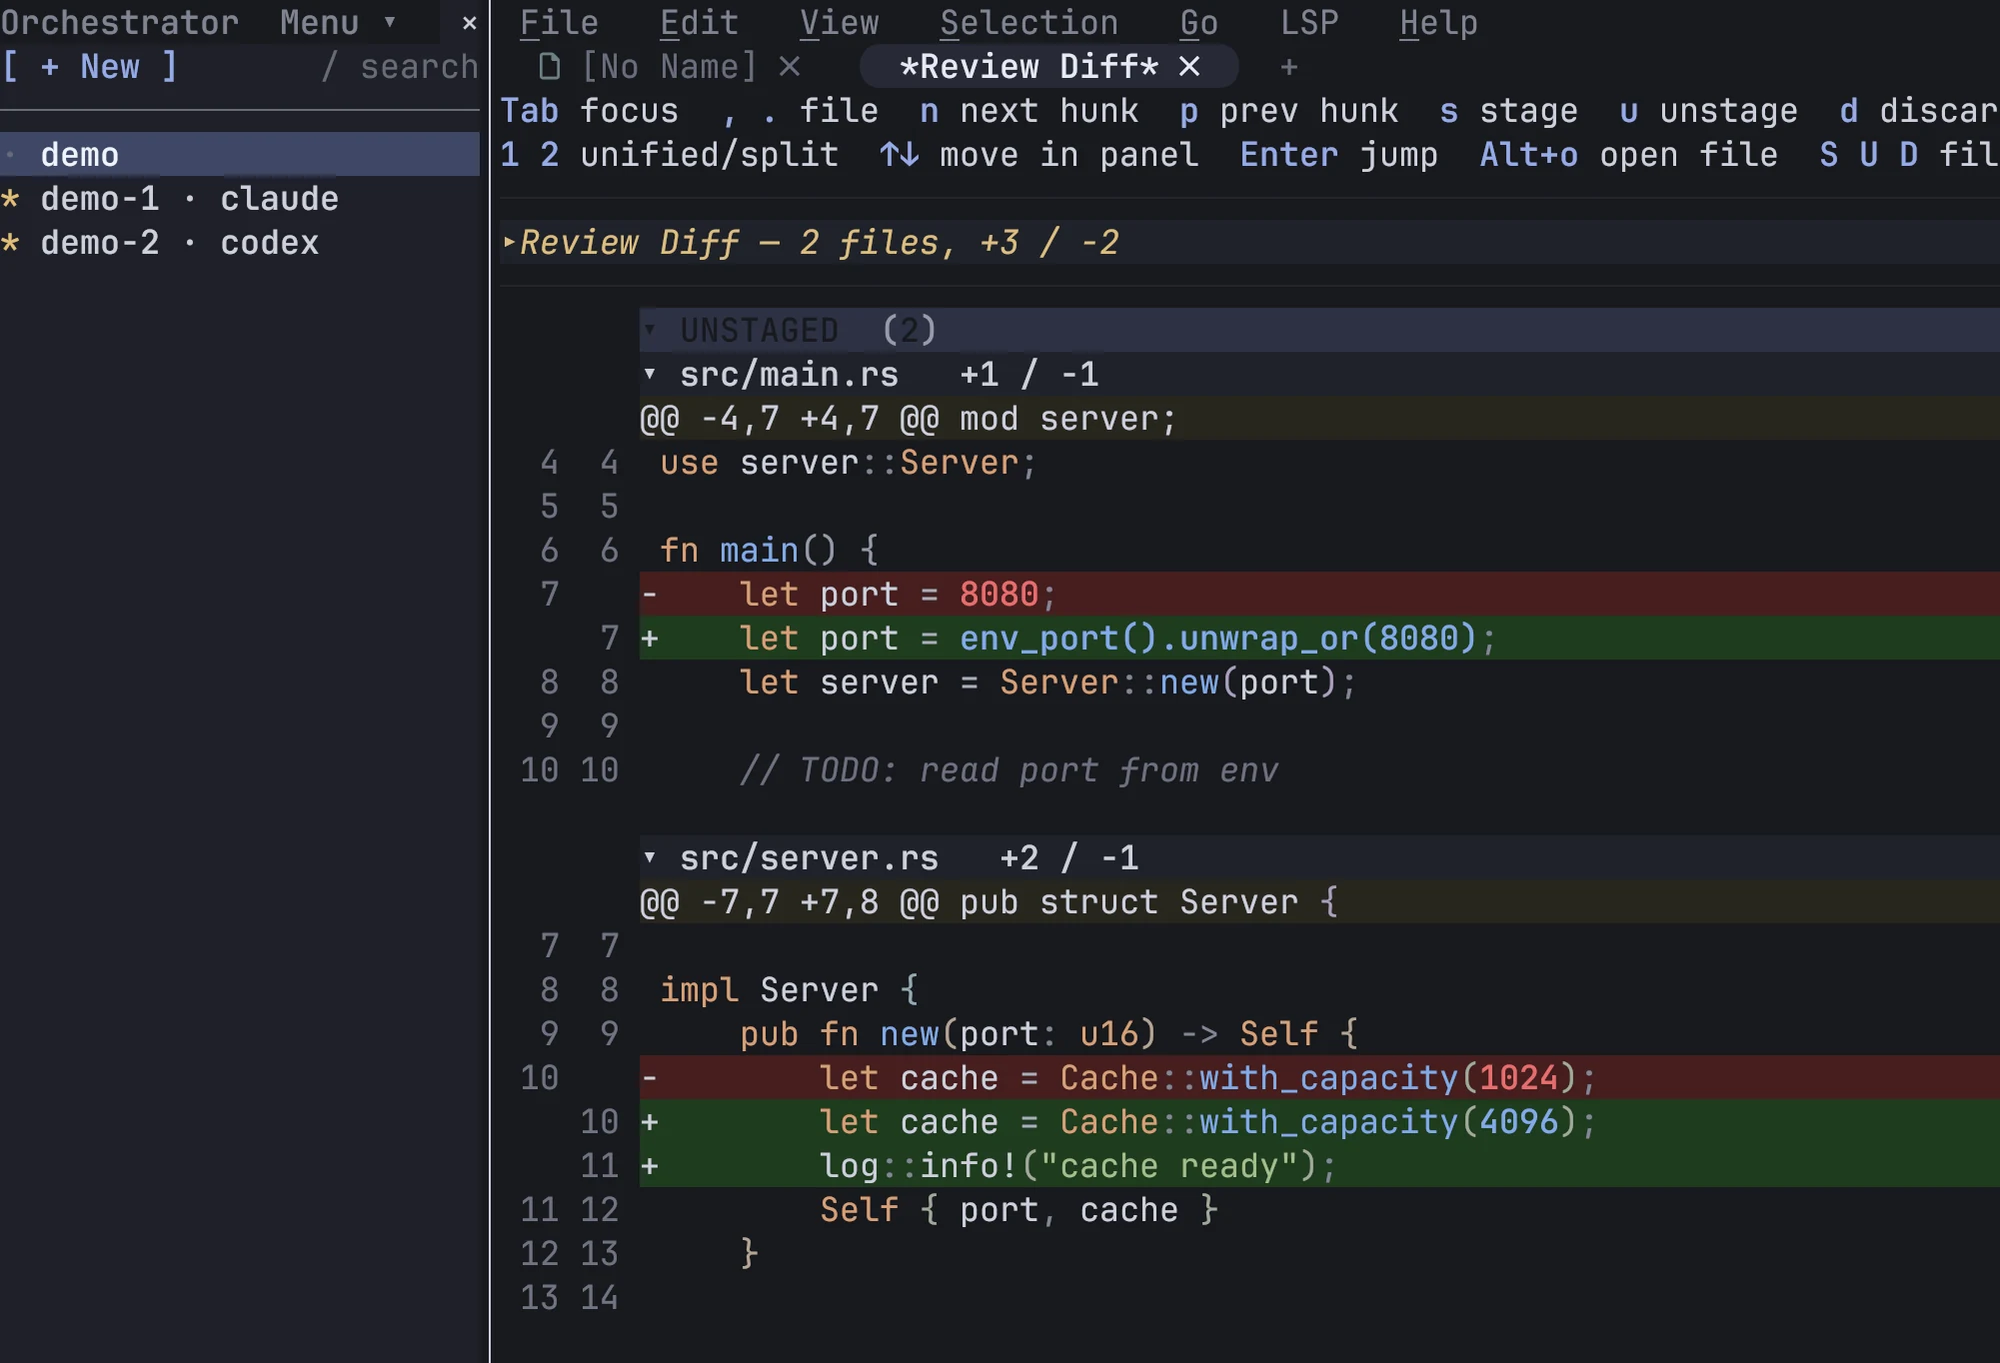 Orchestrator Menu ▾ ×
[ + New ] / search
· demo
* demo-1 · claude
* demo-2 · codex
File Edit View Selection Go LSP Help
[No Name] × *Review Diff* × +
Tab focus , . file n next hunk p prev hunk s stage u unstage d discar
1 2 unified/split ↑↓ move in panel Enter jump Alt+o open file S U D fil
▸Review Diff — 2 files, +3 / -2
▾ UNSTAGED (2)
▾ src/main.rs +1 / -1
@@ -4,7 +4,7 @@ mod server;
4 4 use server::Server;
5 5
6 6 fn main() {
7 - let port = 8080;
7 + let port = env_port().unwrap_or(8080);
8 8 let server = Server::new(port);
9 9
10 10 // TODO: read port from env
▾ src/server.rs +2 / -1
@@ -7,7 +7,8 @@ pub struct Server {
7 7
8 8 impl Server {
9 9 pub fn new(port: u16) -> Self {
10 - let cache = Cache::with_capacity(1024);
10 + let cache = Cache::with_capacity(4096);
11 + log::info!("cache ready");
11 12 Self { port, cache }
12 13 }
13 14